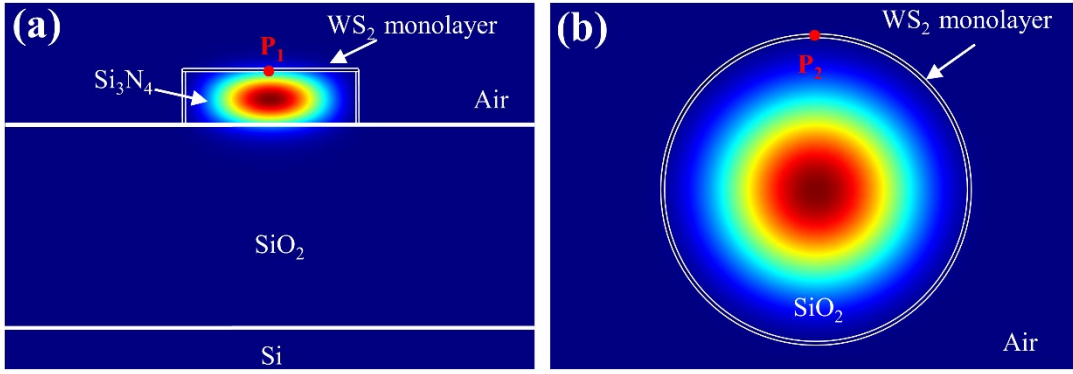 (a)
WS₂ monolayer
P₁
Si₃N₄
Air
SiO₂
Si
(b)
WS₂ monolayer
P₂
SiO₂
Air